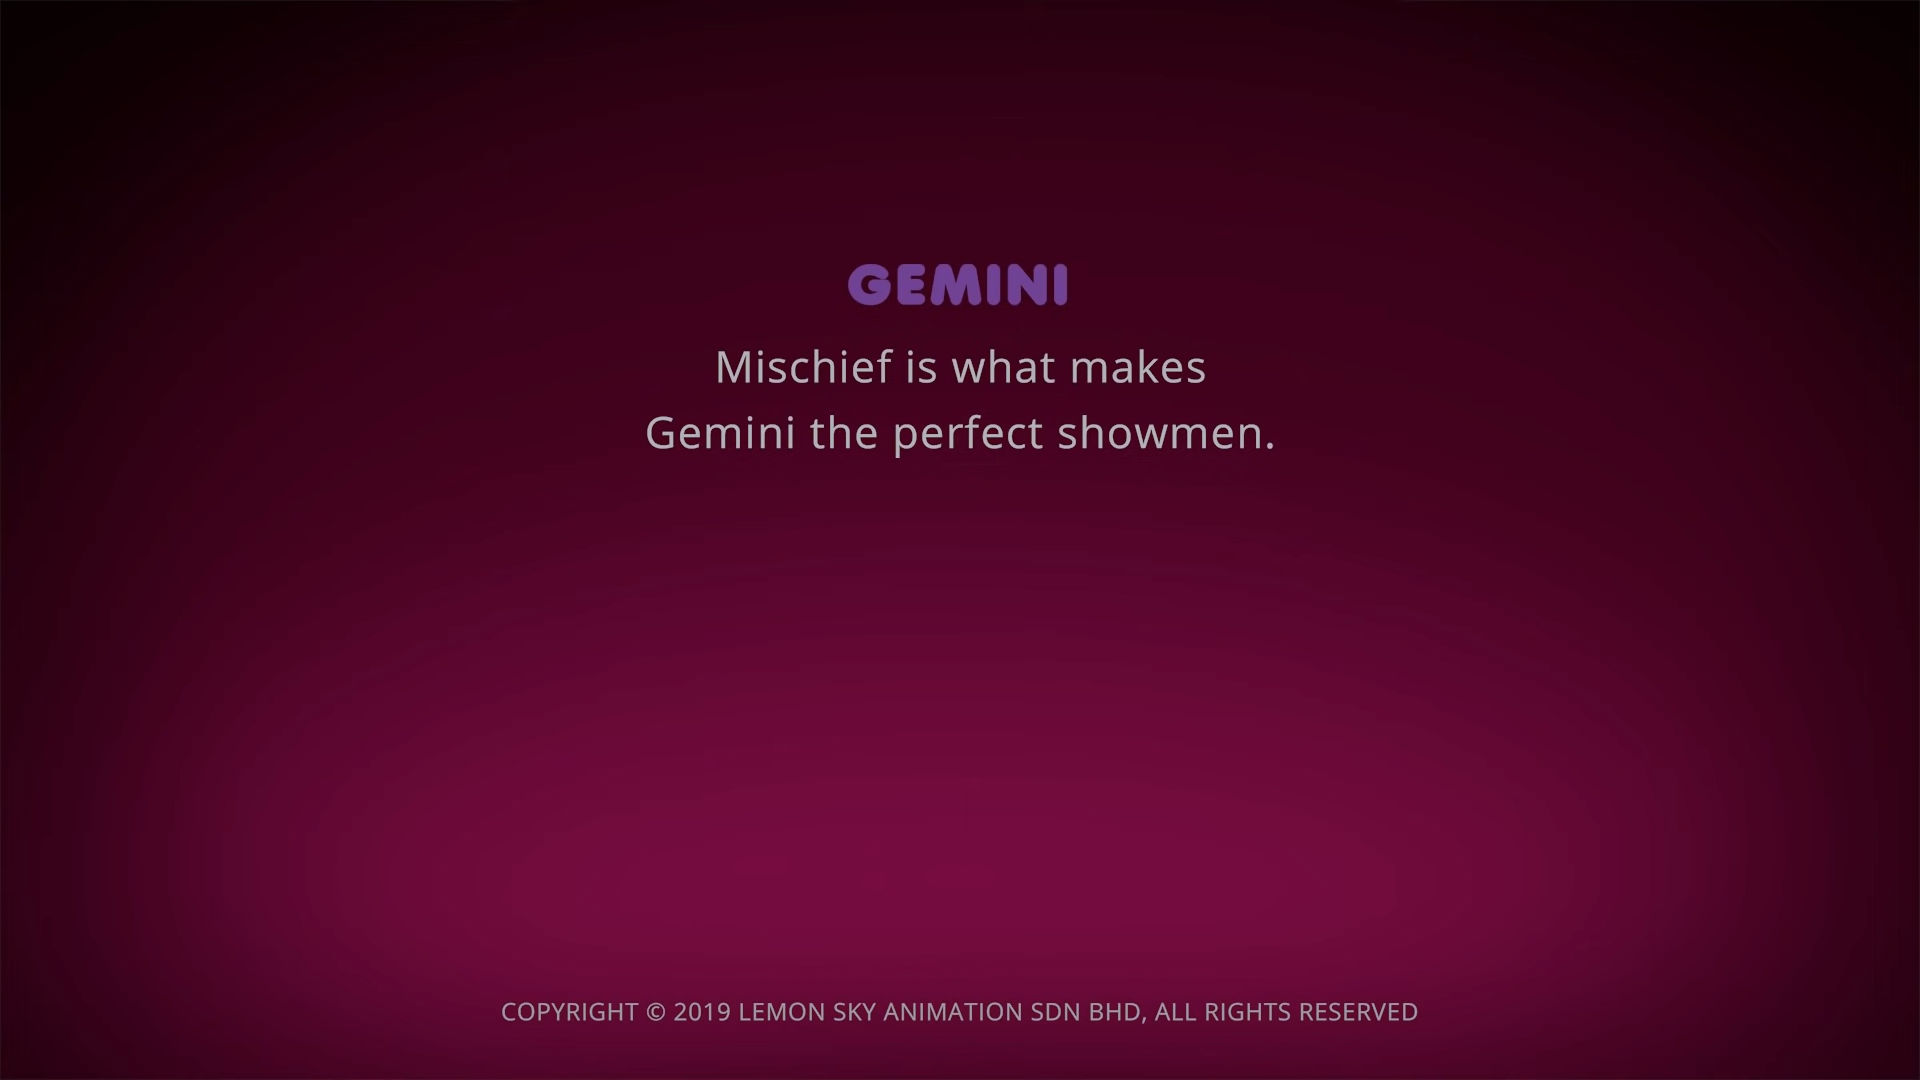 GEMINI
Mischief is what makes
Gemini the perfect showmen.
COPYRIGHT © 2019 LEMON SKY ANIMATION SDN BHD, ALL RIGHTS RESERVED